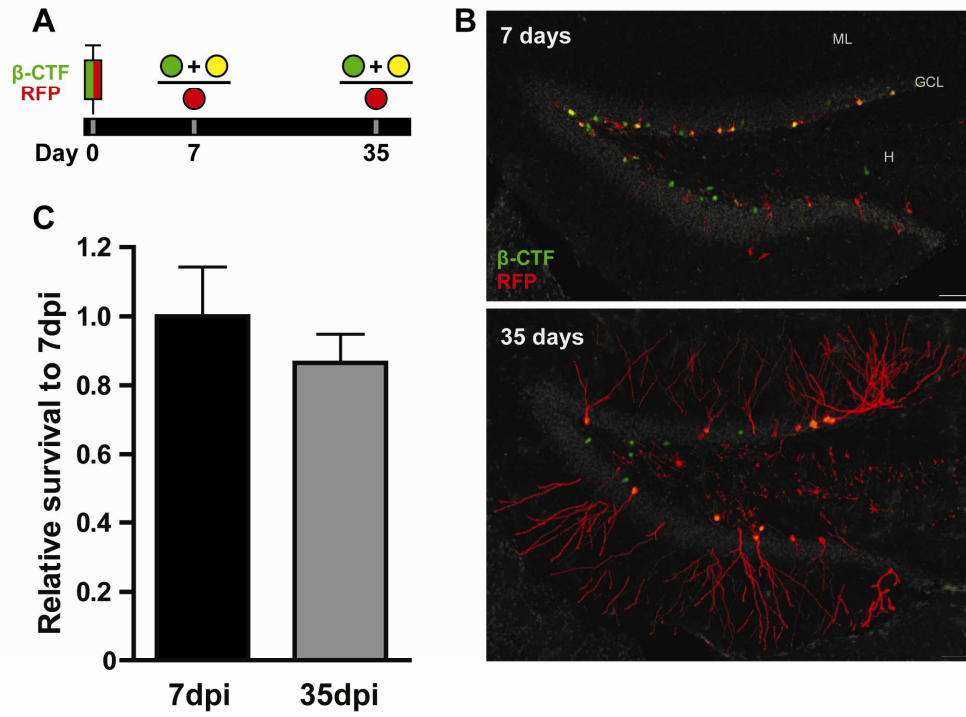 A
β-CTF
RFP
+
+
Day 0 7 35
B
7 days
ML
GCL
H
β-CTF
RFP
35 days
C
Relative survival to 7dpi
1.2
1.0
0.8
0.6
0.4
0.2
0
7dpi 35dpi